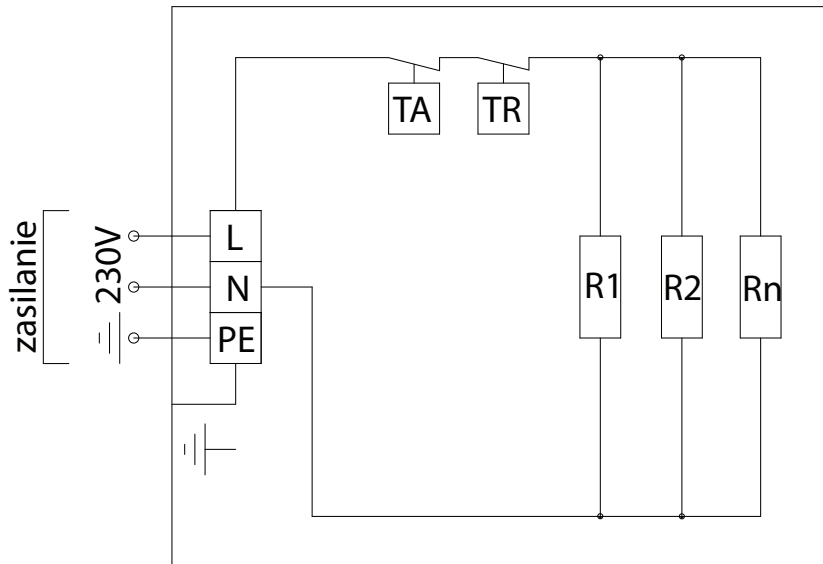 TA
TR
zasilanie
230V
L
N
PE
R1
R2
Rn